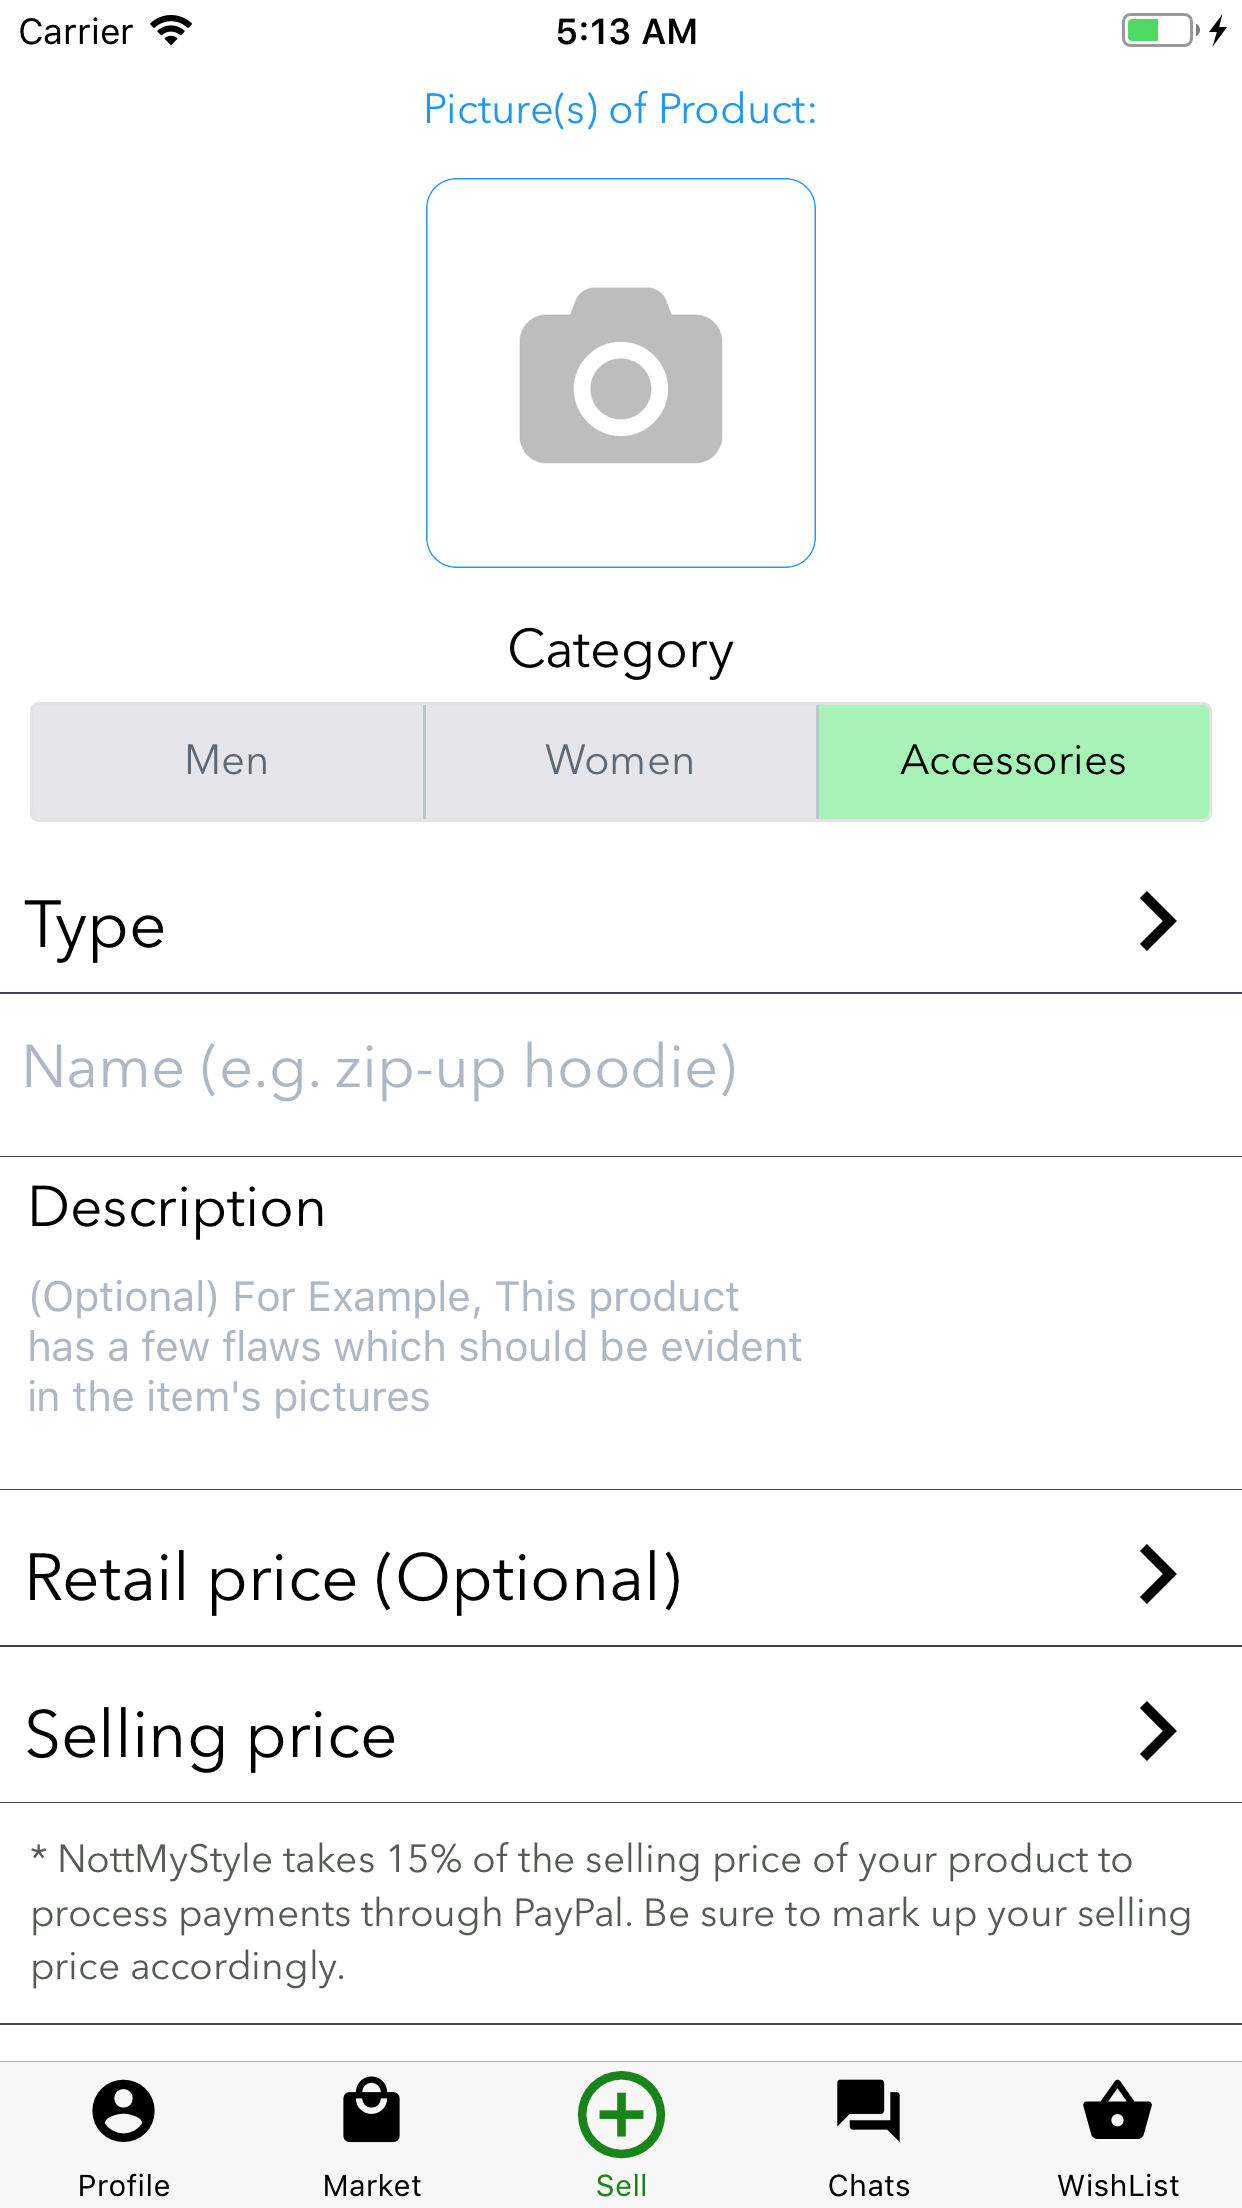 Carrier 5:13 AM
Picture(s) of Product:
Category
Men Women Accessories
Type
Name (e.g. zip-up hoodie)
Description
(Optional) For Example, This product
has a few flaws which should be evident
in the item's pictures
Retail price (Optional)
Selling price
* NottMyStyle takes 15% of the selling price of your product to
process payments through PayPal. Be sure to mark up your selling
price accordingly.
Profile Market Sell Chats WishList